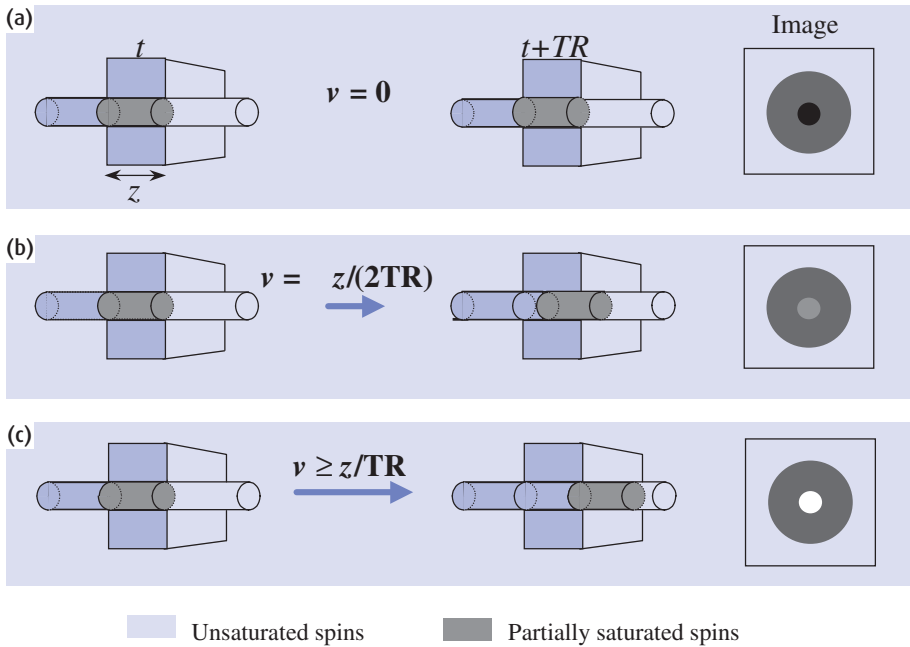 (a)
t
t+TR
Image
v = 0
z
(b)
v = z/(2TR)
(c)
v ≥ z/TR
Unsaturated spins
Partially saturated spins